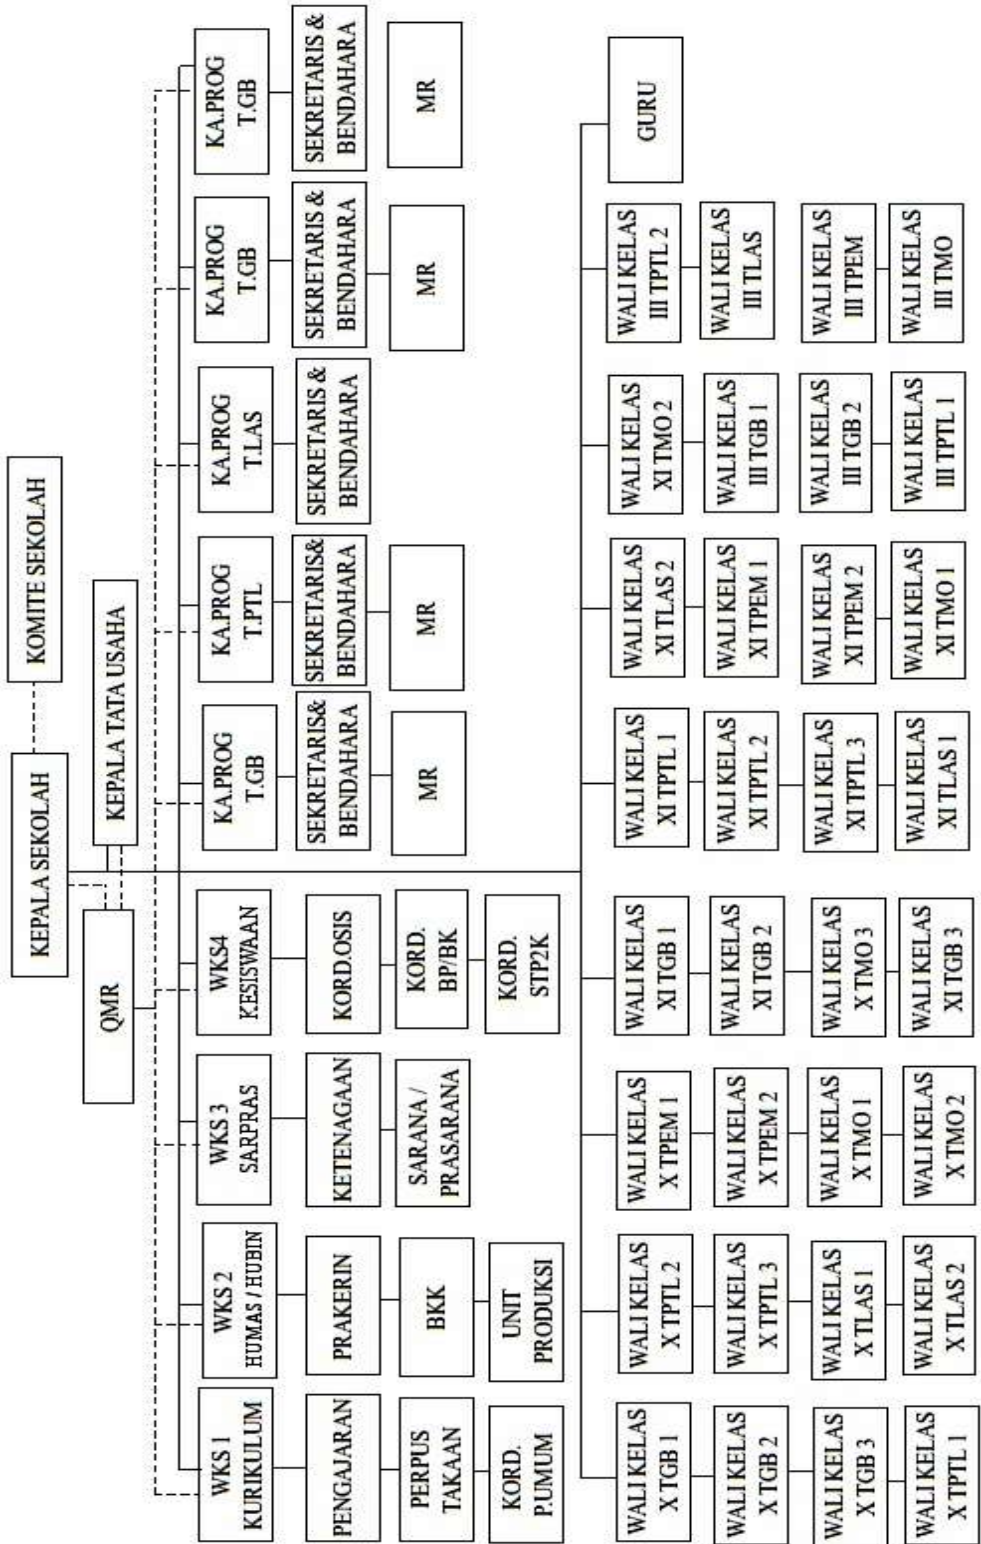 KEPALA SEKOLAH
KOMITE SEKOLAH
QMR
KEPALA TATA USAHA
WKS 1
KURIKULUM
WKS 2
HUMAS / HUBIN
WKS 3
SARPRAS
WKS4
KESISWAAN
KA.PROG
T.GB
KA.PROG
T.PTL
KA.PROG
T.LAS
KA.PROG
T.GB
KA.PROG
T.GB
PENGAJARAN
PRAKERIN
KETENAGAAN
KORD.OSIS
SEKRETARIS&
BENDAHARA
SEKRETARIS&
BENDAHARA
SEKRETARIS &
BENDAHARA
SEKRETARIS &
BENDAHARA
SEKRETARIS &
BENDAHARA
PERPUS
TAKAAN
BKK
SARANA /
PRASARANA
KORD.
BP/BK
MR
MR
MR
MR
KORD.
P.UMUM
UNIT
PRODUKSI
KORD.
STP2K
WALI KELAS
X TGB 1
WALI KELAS
X TPTL 2
WALI KELAS
X TPEM 1
WALI KELAS
XI TGB 1
WALI KELAS
XI TPTL 1
WALI KELAS
XI TLAS 2
WALI KELAS
XI TMO 2
WALI KELAS
III TPTL 2
GURU
WALI KELAS
X TGB 2
WALI KELAS
X TPTL 3
WALI KELAS
X TPEM 2
WALI KELAS
XI TGB 2
WALI KELAS
XI TPTL 2
WALI KELAS
XI TPEM 1
WALI KELAS
III TGB 1
WALI KELAS
III TLAS
WALI KELAS
X TGB 3
WALI KELAS
X TLAS 1
WALI KELAS
X TMO 1
WALI KELAS
X TMO 3
WALI KELAS
XI TPTL 3
WALI KELAS
XI TPEM 2
WALI KELAS
III TGB 2
WALI KELAS
III TPEM
WALI KELAS
X TPTL 1
WALI KELAS
X TLAS 2
WALI KELAS
X TMO 2
WALI KELAS
XI TGB 3
WALI KELAS
XI TLAS 1
WALI KELAS
XI TMO 1
WALI KELAS
III TPTL 1
WALI KELAS
III TMO